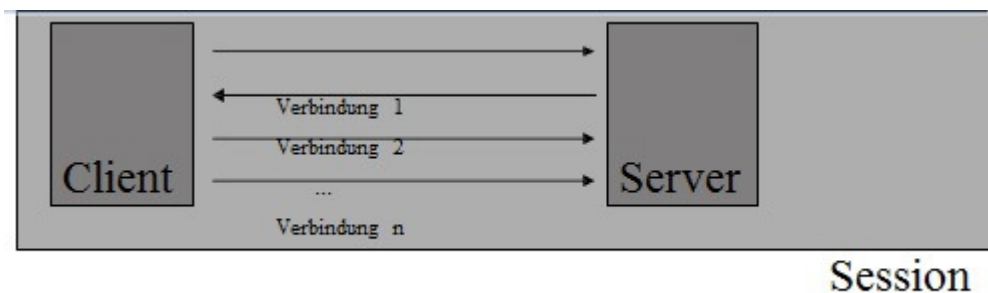 Verbindung 1
Verbindung 2
Client
Server
...
Verbindung n
Session